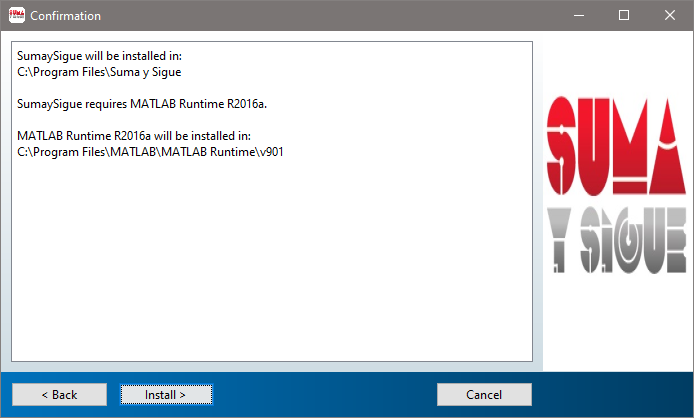 Confirmation
SumaySigue will be installed in:
C:\Program Files\Suma y Sigue
SumaySigue requires MATLAB Runtime R2016a.
MATLAB Runtime R2016a will be installed in:
C:\Program Files\MATLAB\MATLAB Runtime\v901
SUMA
Y SIGUE
< Back
Install >
Cancel